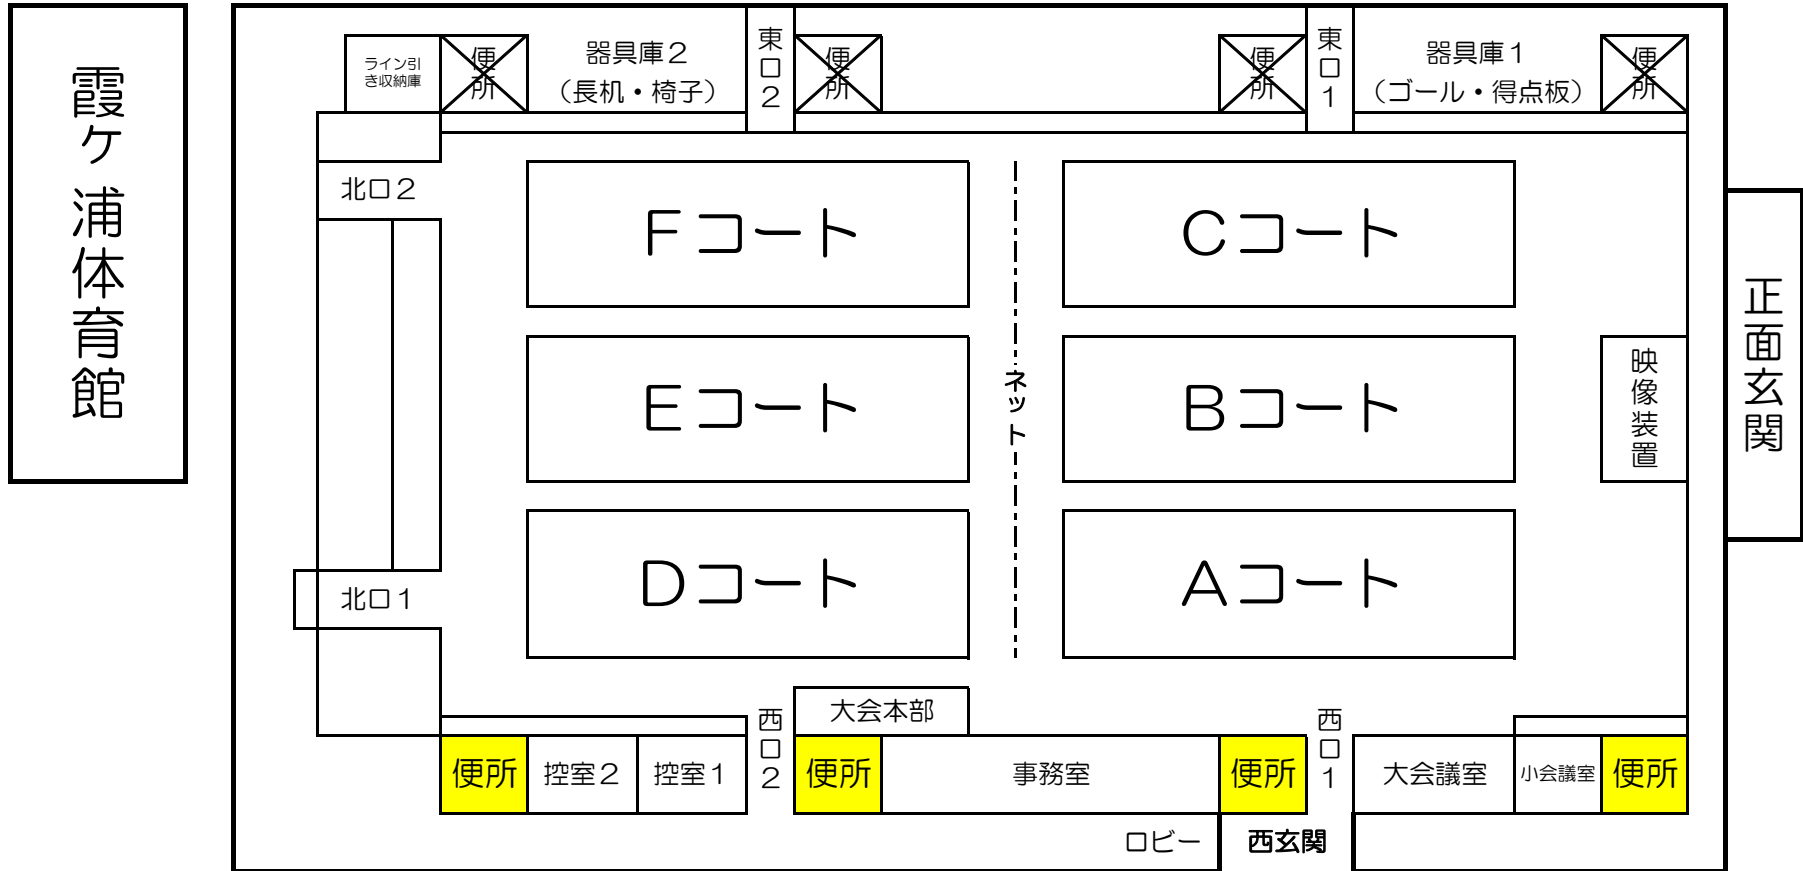 霞ヶ浦体育館
ライン引
き収納庫
便所
器具庫２
（長机・椅子）
東口２
便所
便所
東口１
器具庫１
（ゴール・得点板）
便所
北口２
Ｆコート
Ｃコート
正面玄関
Ｅコート
ネット
Ｂコート
映像装置
北口１
Ｄコート
Ａコート
大会本部
西口２
西口１
便所
控室２
控室１
便所
事務室
便所
大会議室
小会議室
便所
ロビー
西玄関